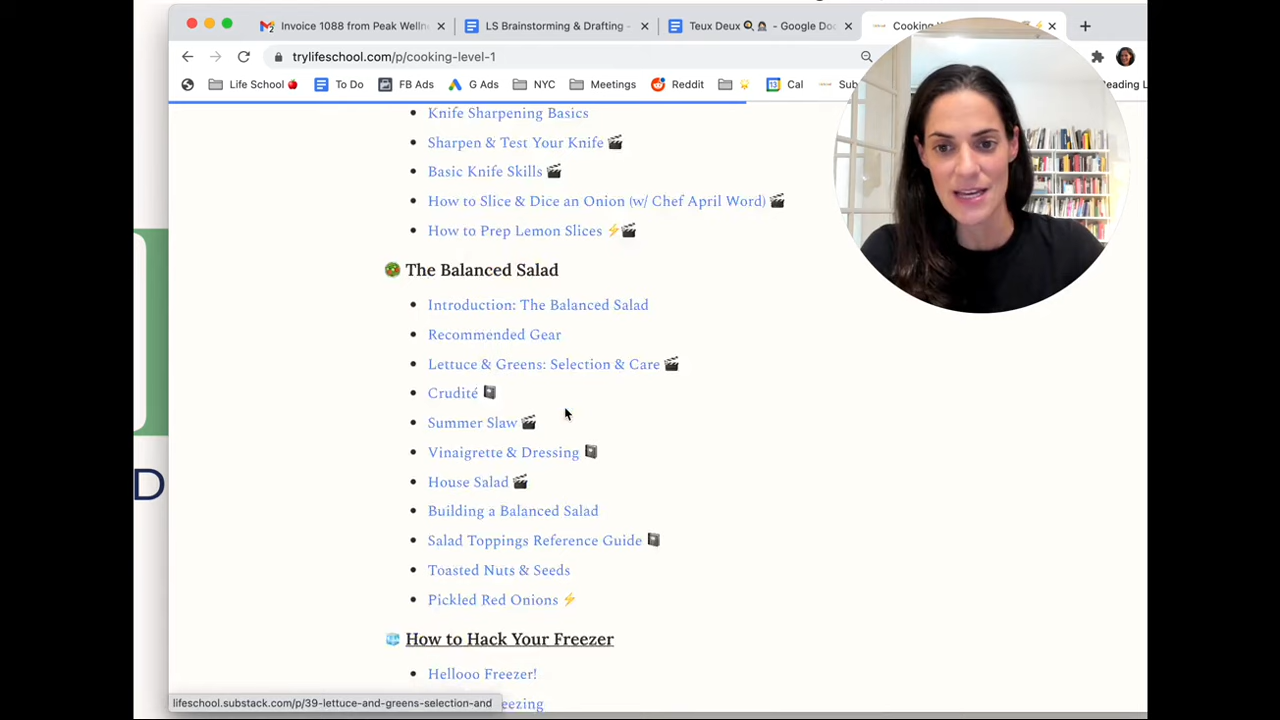 Invoice 1088 from Peak Welln
LS Brainstorming & Drafting -
Teux Deux - Google Doc
Cooking
trylifeschool.com/p/cooking-level-1
Life School
To Do
FB Ads
G Ads
NYC
Meetings
Reddit
Cal
Sub
Reading L
Knife Sharpening Basics
Sharpen & Test Your Knife
Basic Knife Skills
How to Slice & Dice an Onion (w/ Chef April Word)
How to Prep Lemon Slices
The Balanced Salad
Introduction: The Balanced Salad
Recommended Gear
Lettuce & Greens: Selection & Care
Crudité
Summer Slaw
Vinaigrette & Dressing
House Salad
Building a Balanced Salad
Salad Toppings Reference Guide
Toasted Nuts & Seeds
Pickled Red Onions
How to Hack Your Freezer
Hellooo Freezer!
eezing
lifeschool.substack.com/p/39-lettuce-and-greens-selection-and
D